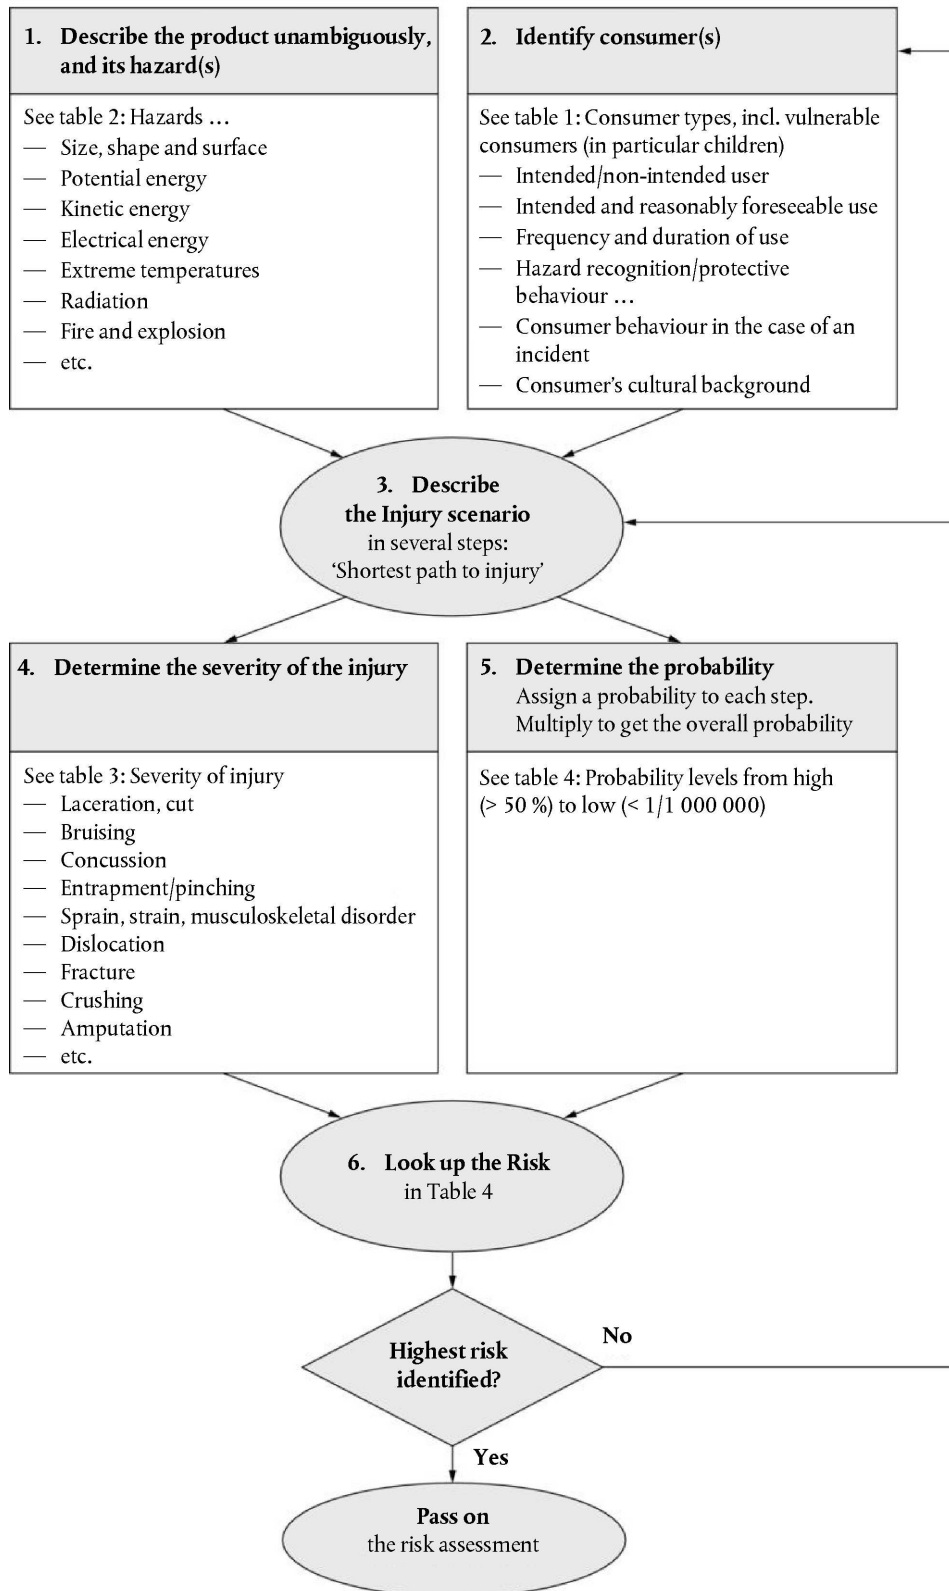 1. Describe the product unambiguously,
and its hazard(s)
See table 2: Hazards …
— Size, shape and surface
— Potential energy
— Kinetic energy
— Electrical energy
— Extreme temperatures
— Radiation
— Fire and explosion
— etc.
2. Identify consumer(s)
See table 1: Consumer types, incl. vulnerable
consumers (in particular children)
— Intended/non-intended user
— Intended and reasonably foreseeable use
— Frequency and duration of use
— Hazard recognition/protective
behaviour …
— Consumer behaviour in the case of an
incident
— Consumer’s cultural background
3. Describe
the Injury scenario
in several steps:
‘Shortest path to injury’
4. Determine the severity of the injury
See table 3: Severity of injury
— Laceration, cut
— Bruising
— Concussion
— Entrapment/pinching
— Sprain, strain, musculoskeletal disorder
— Dislocation
— Fracture
— Crushing
— Amputation
— etc.
5. Determine the probability
Assign a probability to each step.
Multiply to get the overall probability
See table 4: Probability levels from high
(> 50 %) to low (< 1/1 000 000)
6. Look up the Risk
in Table 4
Highest risk
identified?
No
Yes
Pass on
the risk assessment